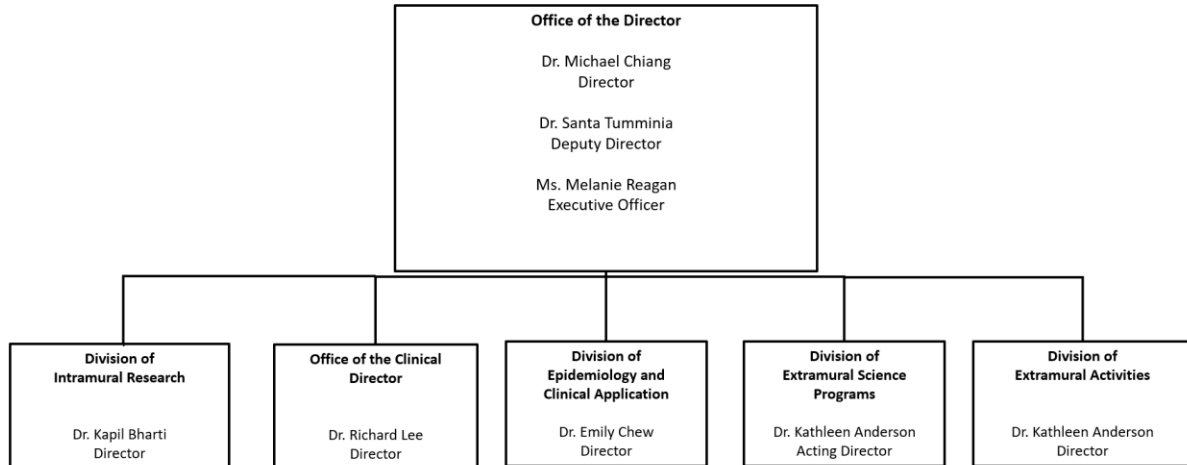 Office of the Director
Dr. Michael Chiang
Director
Dr. Santa Tumminia
Deputy Director
Ms. Melanie Reagan
Executive Officer
Division of
Intramural Research
Dr. Kapil Bharti
Director
Office of the Clinical
Director
Dr. Richard Lee
Director
Division of
Epidemiology and
Clinical Application
Dr. Emily Chew
Director
Division of
Extramural Science
Programs
Dr. Kathleen Anderson
Acting Director
Division of
Extramural Activities
Dr. Kathleen Anderson
Director